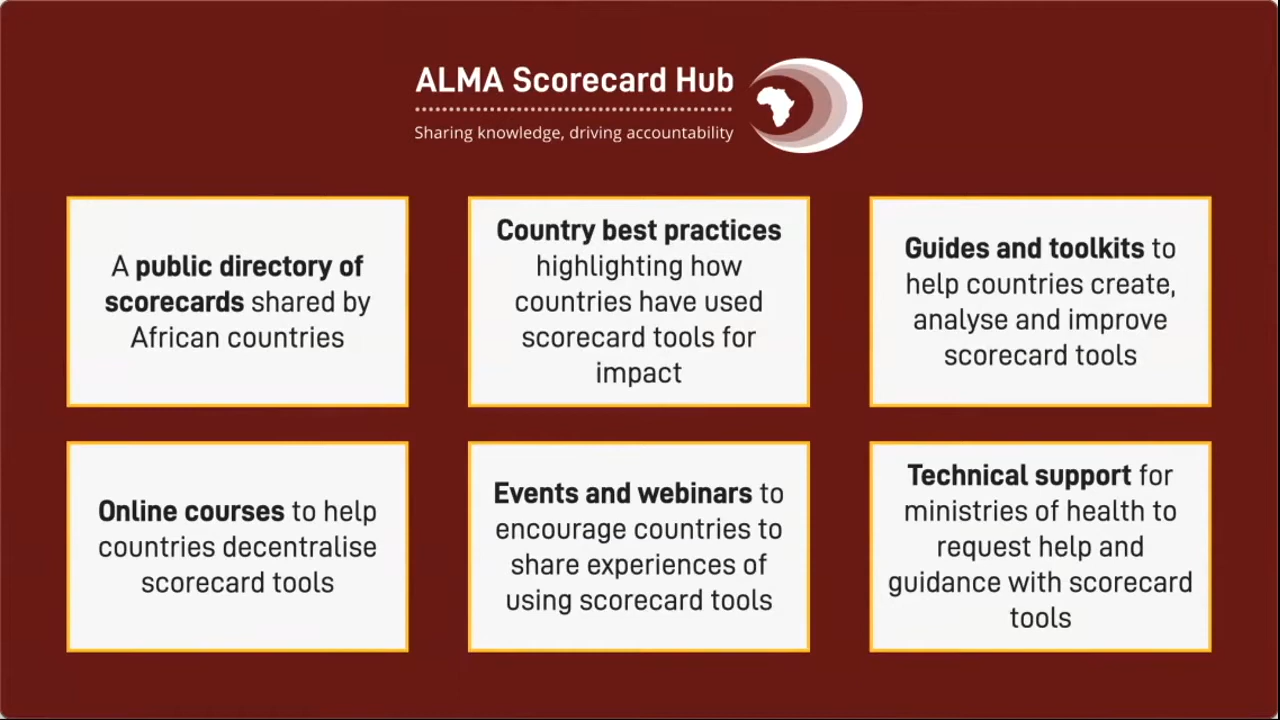 ALMA Scorecard Hub
Sharing knowledge, driving accountability
A public directory of
scorecards shared by
African countries
Country best practices
highlighting how
countries have used
scorecard tools for
impact
Guides and toolkits to
help countries create,
analyse and improve
scorecard tools
Online courses to help
countries decentralise
scorecard tools
Events and webinars to
encourage countries to
share experiences of
using scorecard tools
Technical support for
ministries of health to
request help and
guidance with scorecard
tools